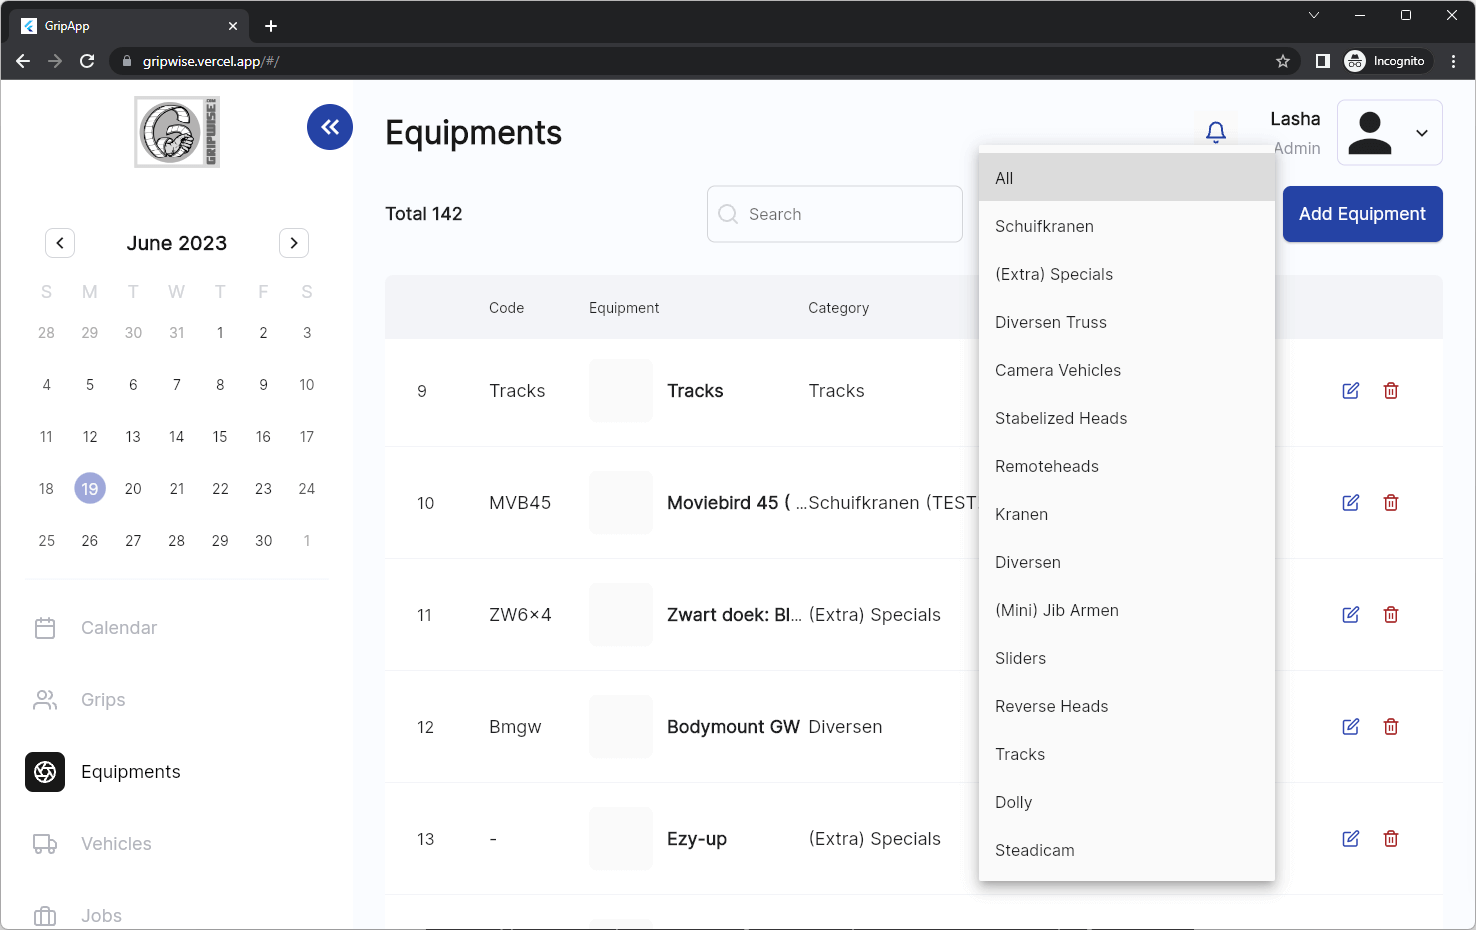 GripApp
gripwise.vercel.app/#/
Incognito
GRIPWISE
Equipments
Lasha
Admin
Total 142
Search
Add Equipment
June 2023
S M T W T F S
28 29 30 31 1 2 3
4 5 6 7 8 9 10
11 12 13 14 15 16 17
18 19 20 21 22 23 24
25 26 27 28 29 30 1
Calendar
Grips
Equipments
Vehicles
Jobs
Code Equipment Category
9 Tracks Tracks Tracks
10 MVB45 Moviebird 45 ( ... Schuifkranen (TEST
11 ZW6×4 Zwart doek: Bl... (Extra) Specials
12 Bmgw Bodymount GW Diversen
13 - Ezy-up (Extra) Specials
All
Schuifkranen
(Extra) Specials
Diversen Truss
Camera Vehicles
Stabelized Heads
Remoteheads
Kranen
Diversen
(Mini) Jib Armen
Sliders
Reverse Heads
Tracks
Dolly
Steadicam